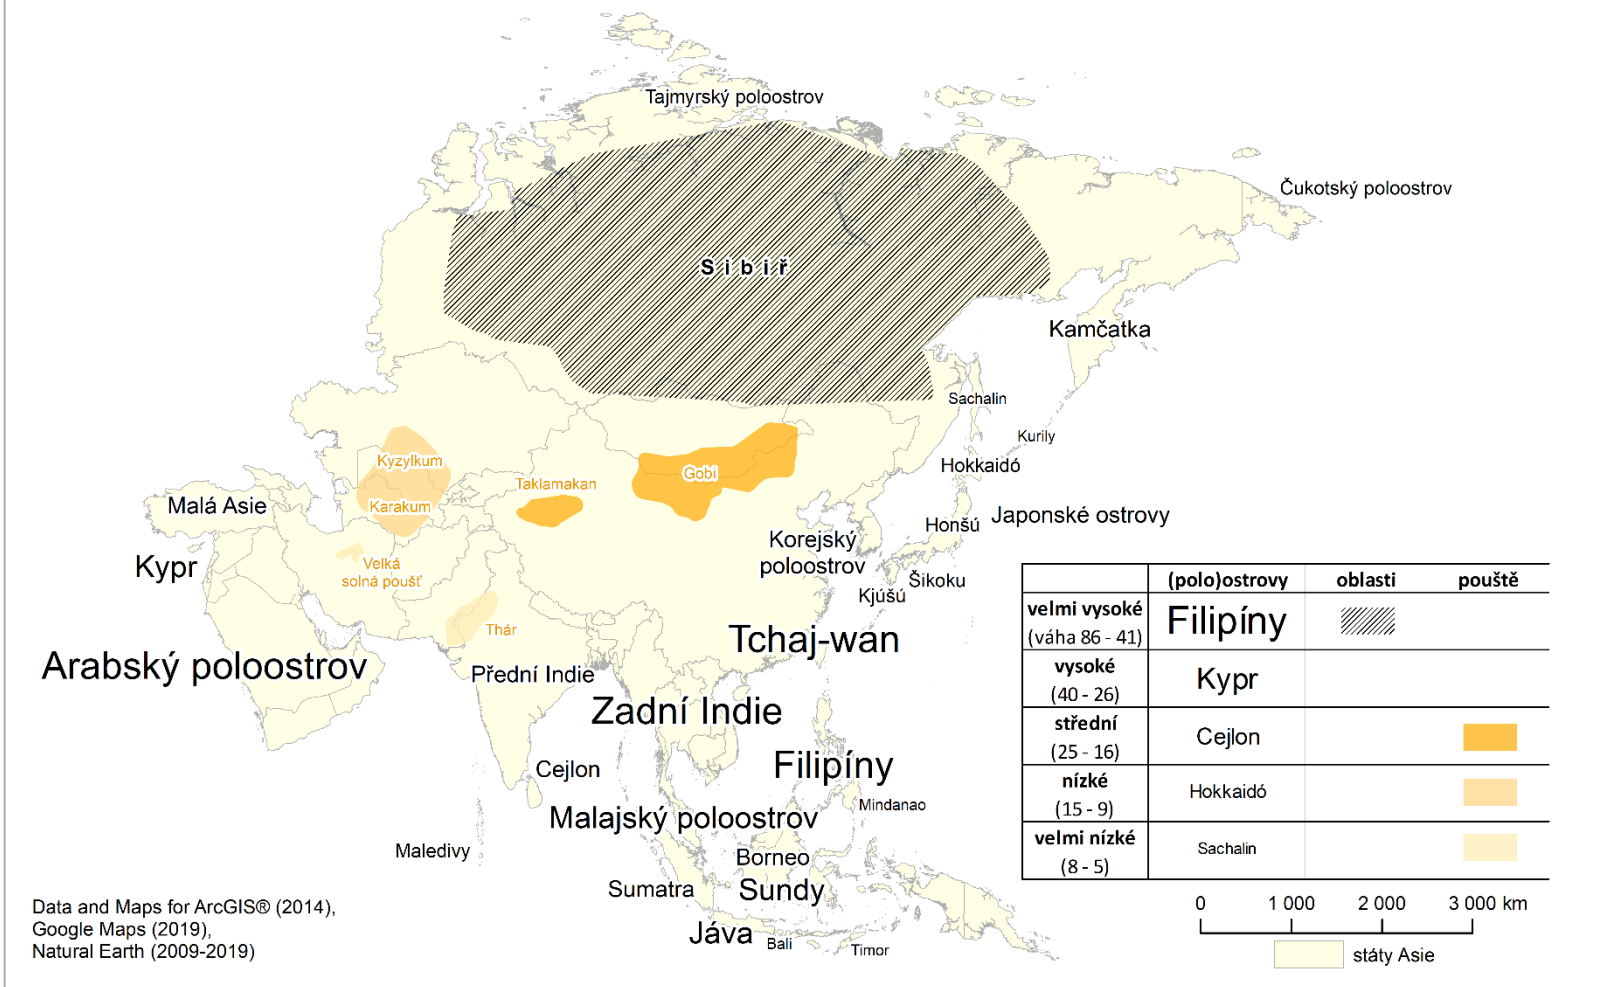 Tajmyrský poloostrov
Čukotský poloostrov
Sibiř
Kamčatka
Sachalin
Kurily
Hokkaidó
Kyzylkum
Gobi
Taklamakan
Malá Asie
Karakum
Honšú
Japonské ostrovy
Korejský
poloostrov
Kypr
Velká
solná poušť
Šikoku
Kjúšú
Thár
Tchaj-wan
Arabský poloostrov
Přední Indie
Zadní Indie
Filipíny
Cejlon
Mindanao
Malajský poloostrov
Maledivy
Borneo
Sumatra
Sundy
Jáva
Bali
Timor
(polo)ostrovy oblasti pouště
velmi vysoké
(váha 86 - 41)
Filipíny
vysoké
(40 - 26)
Kypr
střední
(25 - 16)
Cejlon
nízké
(15 - 9)
Hokkaidó
velmi nízké
(8 - 5)
Sachalin
0 1 000 2 000 3 000 km
státy Asie
Data and Maps for ArcGIS® (2014),
Google Maps (2019),
Natural Earth (2009-2019)